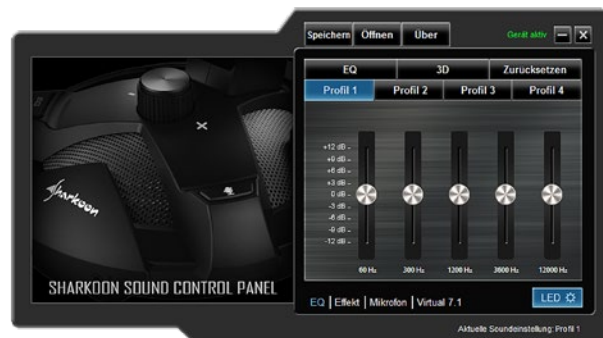 Speichern Öffnen Über Gerät aktiv
EQ 3D Zurücksetzen
Profil 1 Profil 2 Profil 3 Profil 4
+12 dB
+9 dB
+6 dB
+3 dB
0 dB
-3 dB
-6 dB
-9 dB
-12 dB
60 Hz 300 Hz 1200 Hz 3600 Hz 12000 Hz
Sharkoon
SHARKOON SOUND CONTROL PANEL
EQ | Effekt | Mikrofon | Virtual 7.1 LED
Aktuelle Soundeinstellung: Profil 1